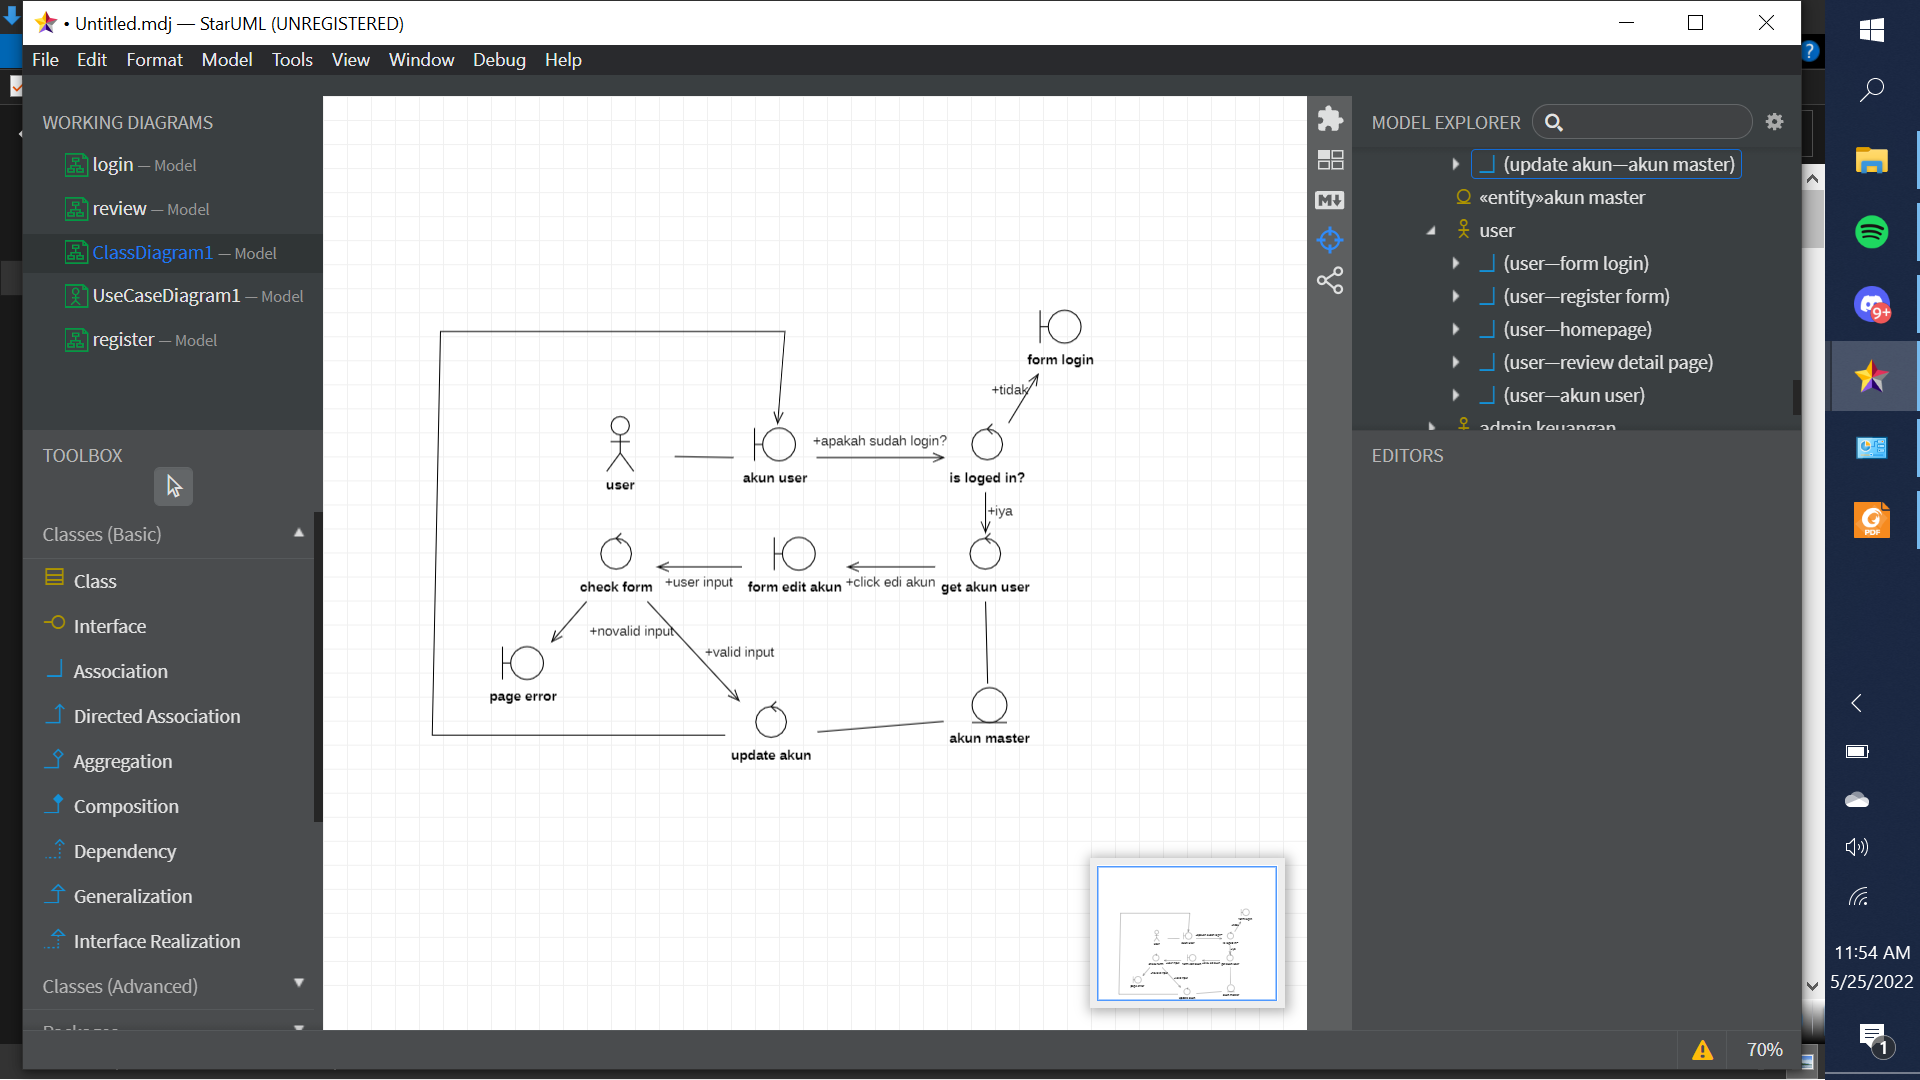 • Untitled.mdj — StarUML (UNREGISTERED)
File Edit Format Model Tools View Window Debug Help
WORKING DIAGRAMS
login — Model
review — Model
ClassDiagram1 — Model
UseCaseDiagram1 — Model
register — Model
TOOLBOX
Classes (Basic)
Class
Interface
Association
Directed Association
Aggregation
Composition
Dependency
Generalization
Interface Realization
Classes (Advanced)
form login
+tidak
+apakah sudah login?
user
akun user
is loged in?
+iya
check form
+user input
form edit akun
+click edi akun
get akun user
+novalid input
+valid input
page error
update akun
akun master
MODEL EXPLORER
(update akun—akun master)
«entity»akun master
user
(user—form login)
(user—register form)
(user—homepage)
(user—review detail page)
(user—akun user)
admin keuangan
EDITORS
70%
9+
PDF
11:54 AM
5/25/2022
1